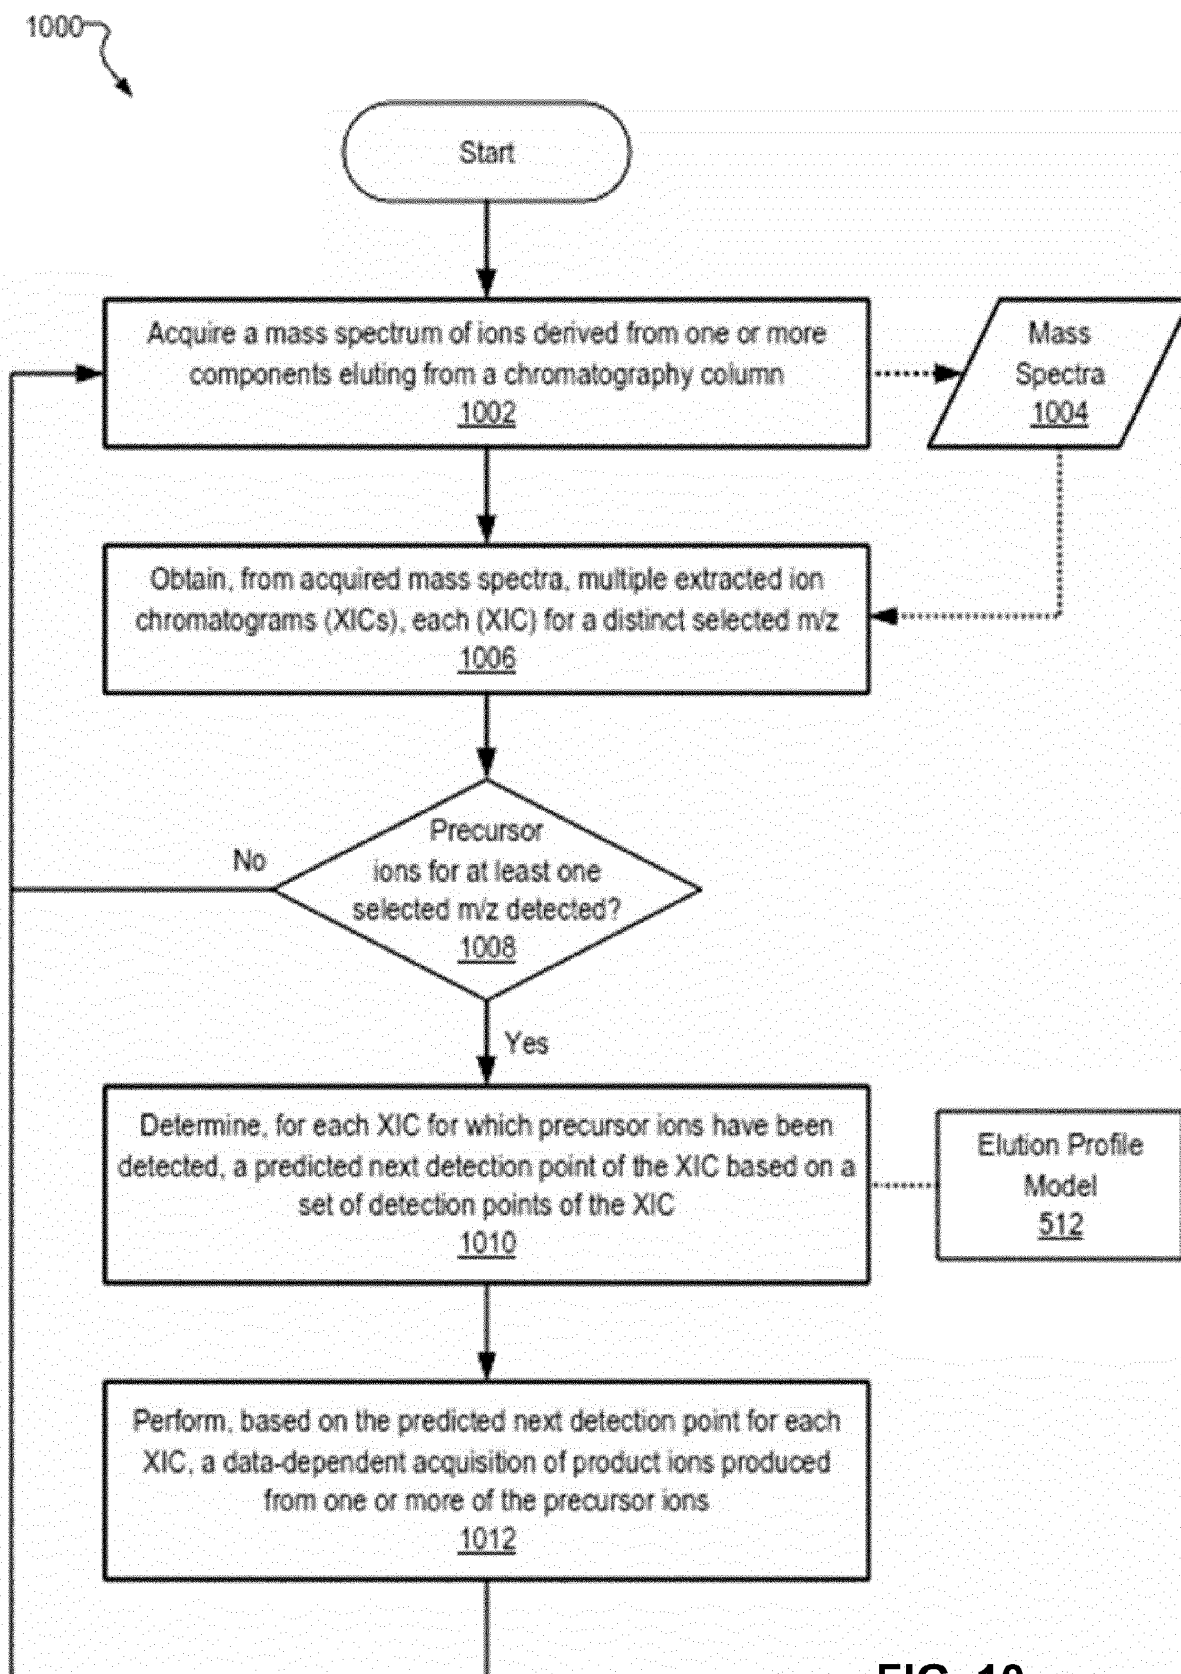 1000
Start
Acquire a mass spectrum of ions derived from one or more
components eluting from a chromatography column
1002
Mass
Spectra
1004
Obtain, from acquired mass spectra, multiple extracted ion
chromatograms (XICs), each (XIC) for a distinct selected m/z
1006
Precursor
ions for at least one
selected m/z detected?
1008
No
Yes
Determine, for each XIC for which precursor ions have been
detected, a predicted next detection point of the XIC based on a
set of detection points of the XIC
1010
Elution Profile
Model
512
Perform, based on the predicted next detection point for each
XIC, a data-dependent acquisition of product ions produced
from one or more of the precursor ions
1012
FIG. 10